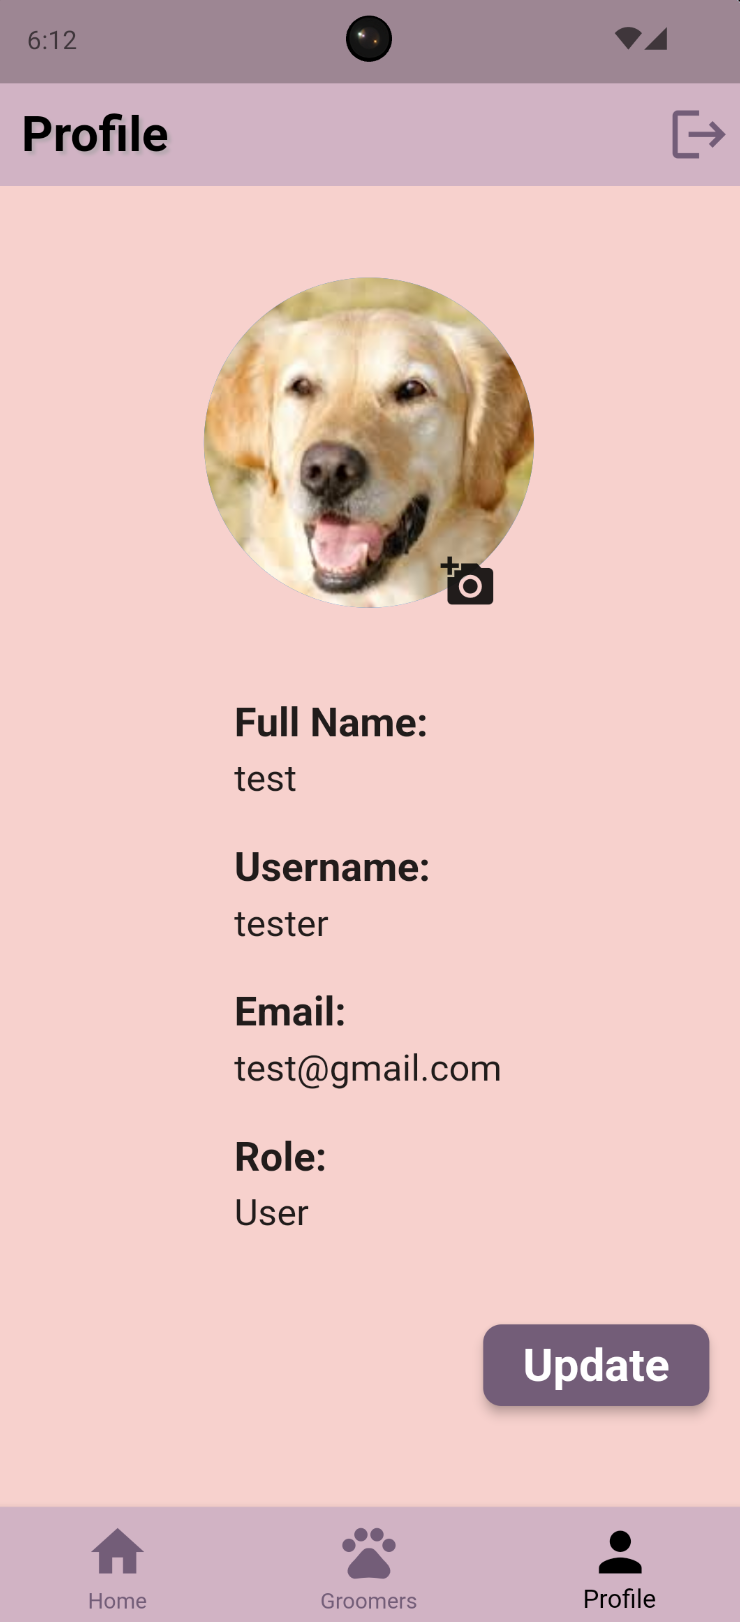 6:12
Profile
Full Name:
test
Username:
tester
Email:
test@gmail.com
Role:
User
Update
Home
Groomers
Profile